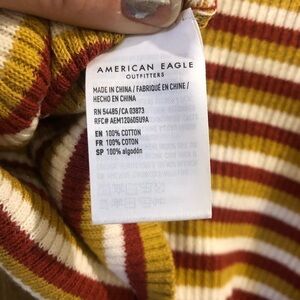 AMERICAN EAGLE
OUTFITTERS
MADE IN CHINA / FABRIQUÉ EN CHINE /
HECHO EN CHINA
RN 54485/CA 03873
RFC# AEM120605U9A
EN 100% COTTON
FR 100% COTON
SP 100% algodón